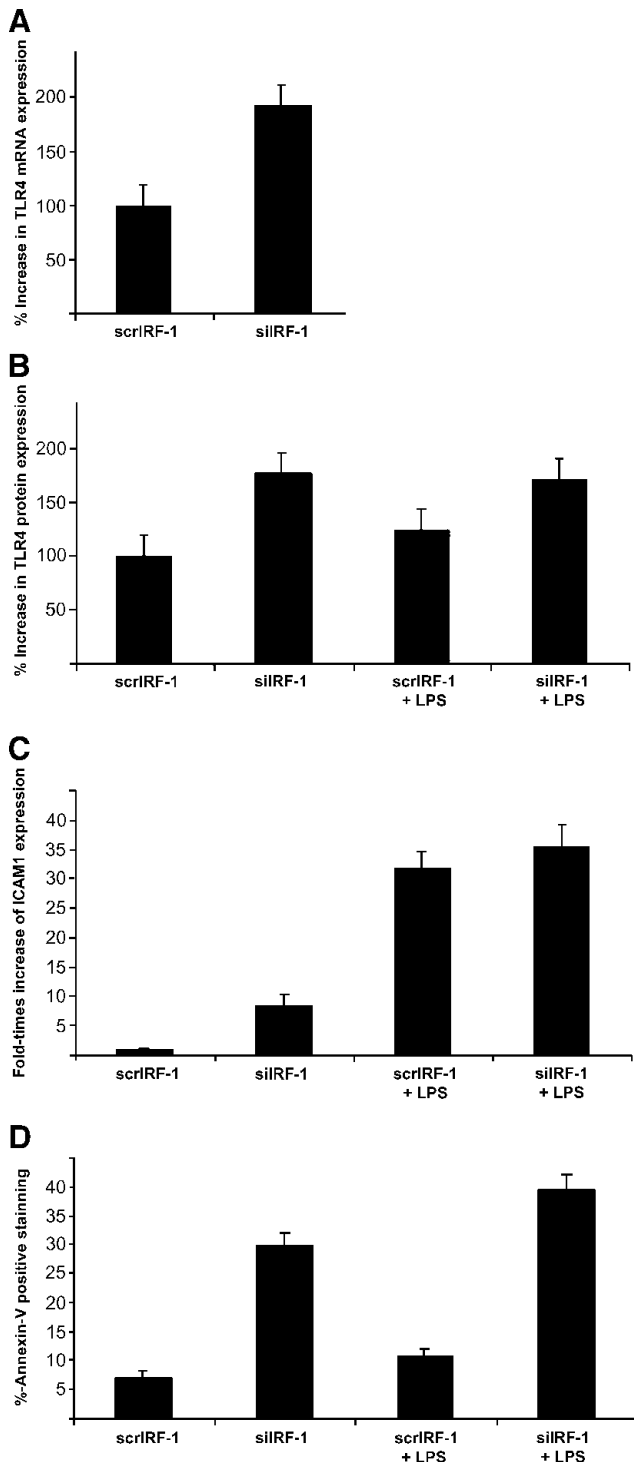 A
% Increase in TLR4 mRNA expression
200
150
100
50
scrIRF-1
siIRF-1
B
% Increase in TLR4 protein expression
200
150
100
50
scrIRF-1
siIRF-1
scrIRF-1
+ LPS
siIRF-1
+ LPS
C
Fold-times increase of ICAM1 expression
40
35
30
25
20
15
10
5
scrIRF-1
siIRF-1
scrIRF-1
+ LPS
siIRF-1
+ LPS
D
%-Annexin-V positive stainning
40
35
30
25
20
15
10
5
scrIRF-1
siIRF-1
scrIRF-1
+ LPS
siIRF-1
+ LPS